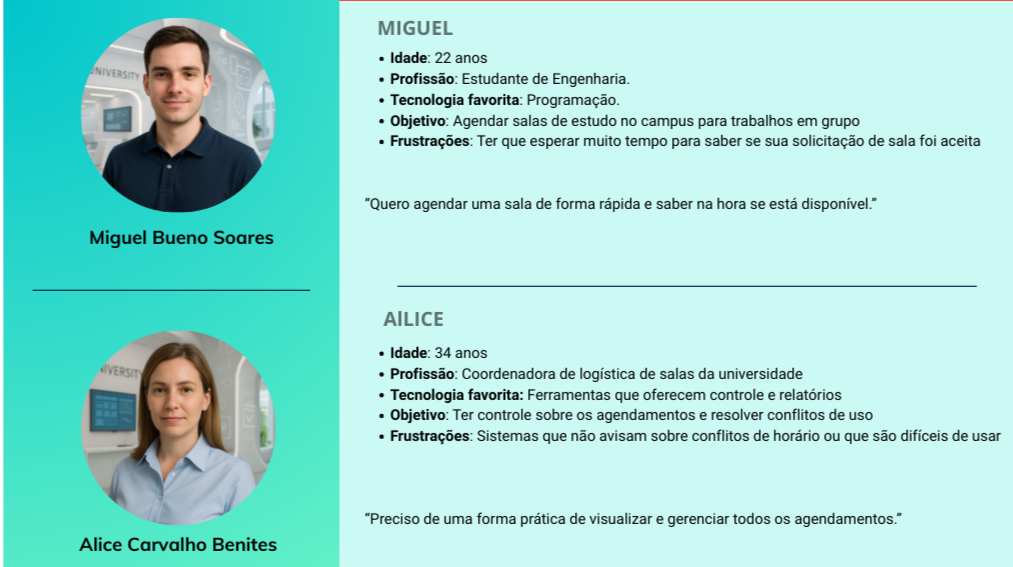 UNIVERSITY
MIGUEL
• Idade: 22 anos
• Profissão: Estudante de Engenharia.
• Tecnologia favorita: Programação.
• Objetivo: Agendar salas de estudo no campus para trabalhos em grupo
• Frustrações: Ter que esperar muito tempo para saber se sua solicitação de sala foi aceita
“Quero agendar uma sala de forma rápida e saber na hora se está disponível.”
Miguel Bueno Soares
NIVERSIT
AlLICE
• Idade: 34 anos
• Profissão: Coordenadora de logística de salas da universidade
• Tecnologia favorita: Ferramentas que oferecem controle e relatórios
• Objetivo: Ter controle sobre os agendamentos e resolver conflitos de uso
• Frustrações: Sistemas que não avisam sobre conflitos de horário ou que são difíceis de usar
“Preciso de uma forma prática de visualizar e gerenciar todos os agendamentos.”
Alice Carvalho Benites